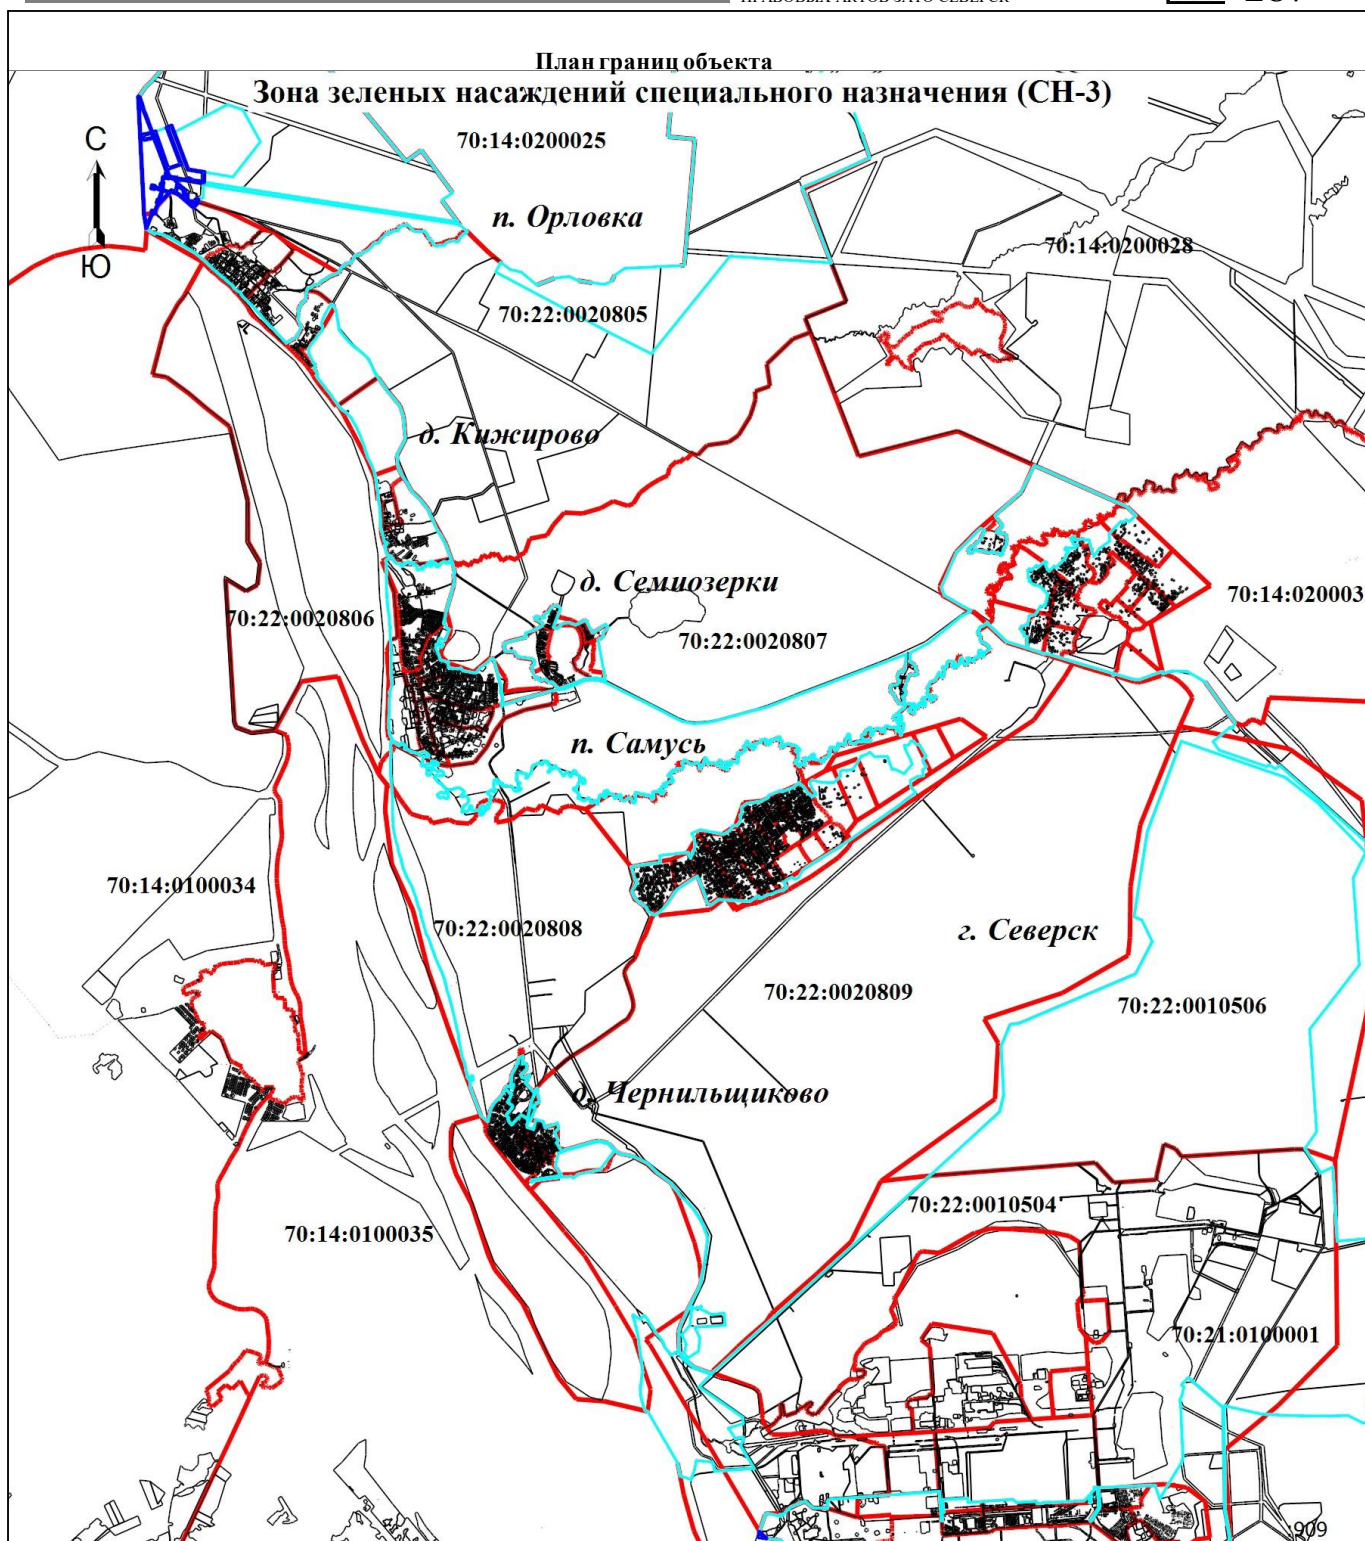 План границ объекта
Зона зеленых насаждений специального назначения (СН-3)
70:14:0200025
С
п. Орловка
70:14:0200028
Ю
70:22:0020805
д. Кижирово
д. Семиозерки
70:14:020003
70:22:0020806
70:22:0020807
п. Самусь
70:14:0100034
70:22:0020808
г. Северск
70:22:0020809
70:22:0010506
д. Чернильщиково
70:22:0010504
70:14:0100035
70:21:0100001
909